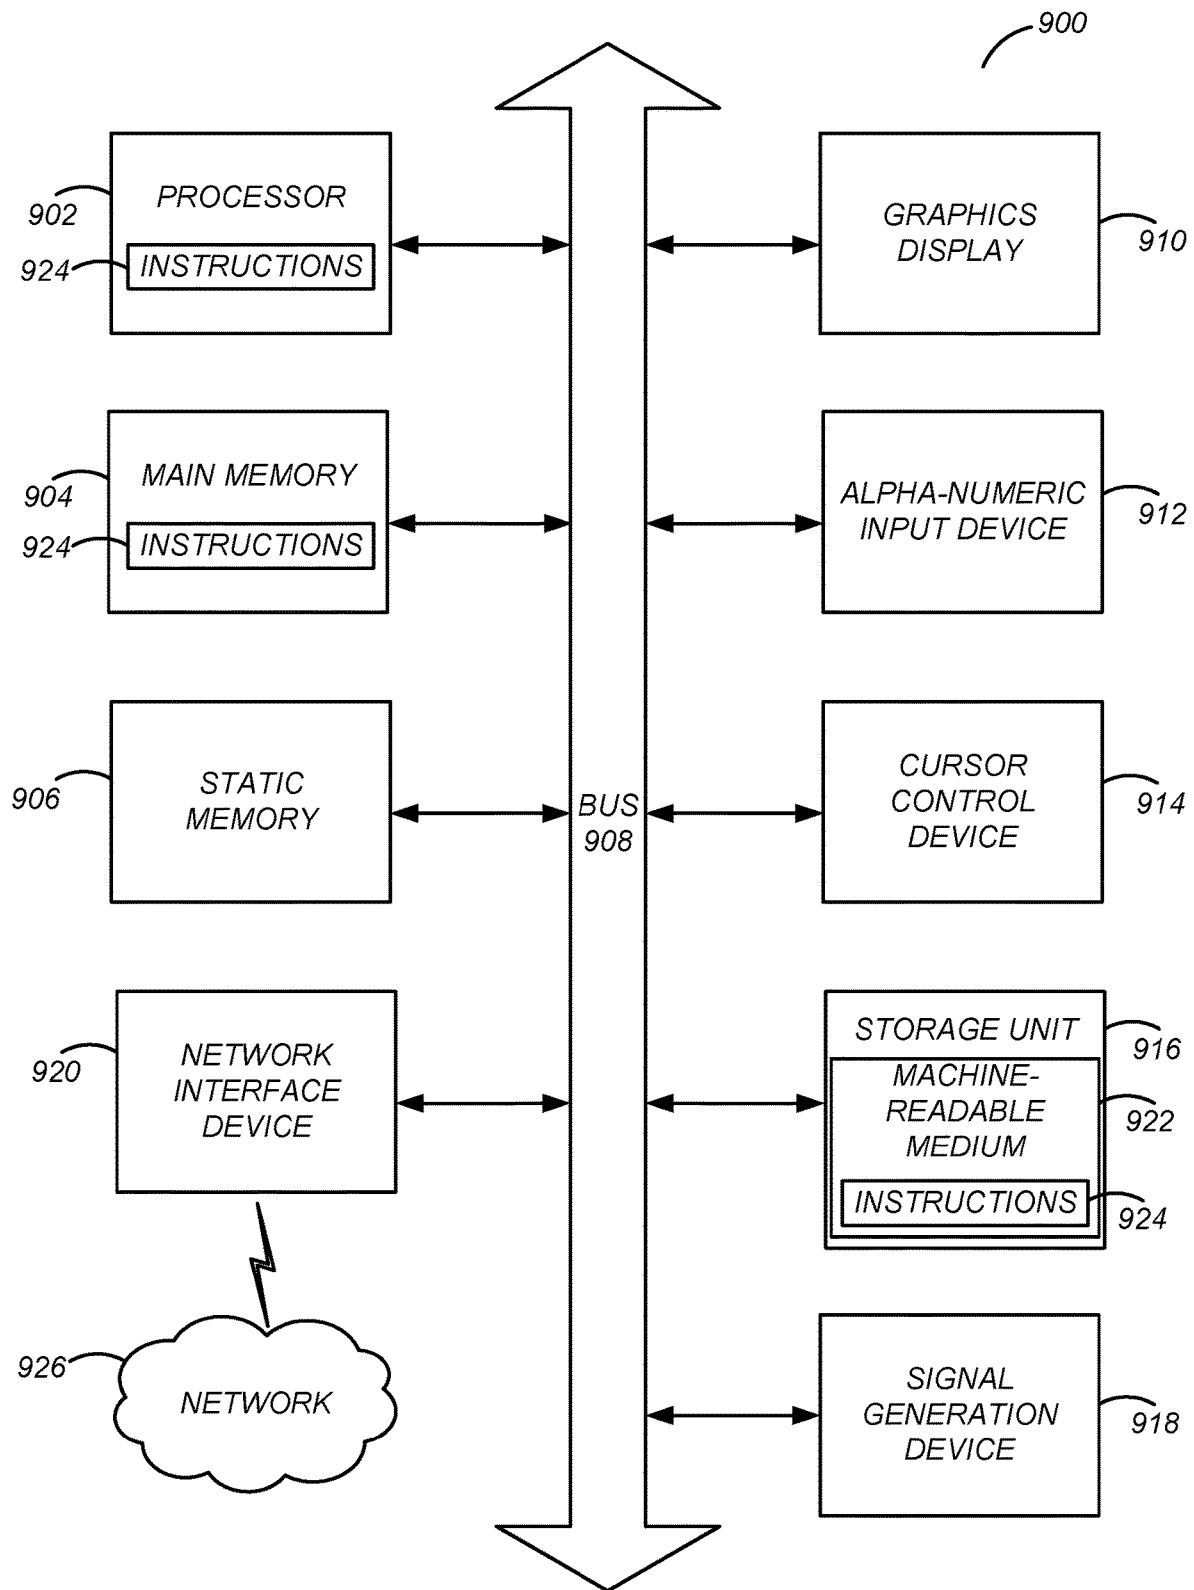 900
PROCESSOR
902
924
INSTRUCTIONS
GRAPHICS
DISPLAY
910
MAIN MEMORY
904
924
INSTRUCTIONS
ALPHA-NUMERIC
INPUT DEVICE
912
STATIC
MEMORY
906
BUS
908
CURSOR
CONTROL
DEVICE
914
NETWORK
INTERFACE
DEVICE
920
STORAGE UNIT
916
MACHINE-
READABLE
MEDIUM
922
INSTRUCTIONS
924
926
NETWORK
SIGNAL
GENERATION
DEVICE
918